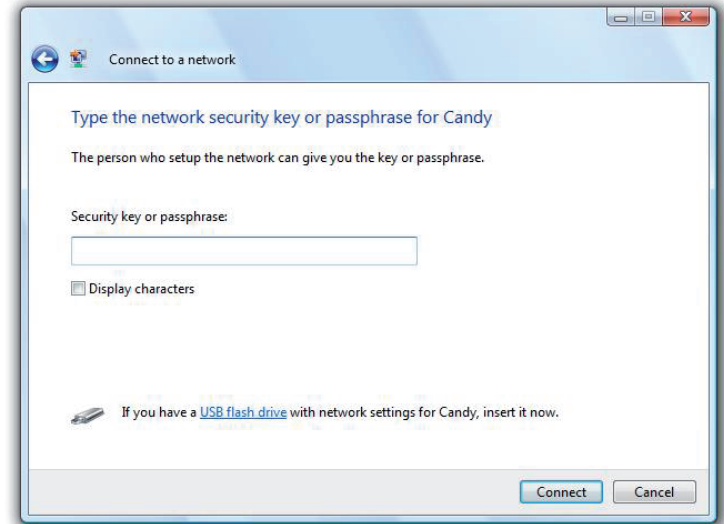 Connect to a network
Type the network security key or passphrase for Candy
The person who setup the network can give you the key or passphrase.
Security key or passphrase:
Display characters
If you have a USB flash drive with network settings for Candy, insert it now.
Connect Cancel